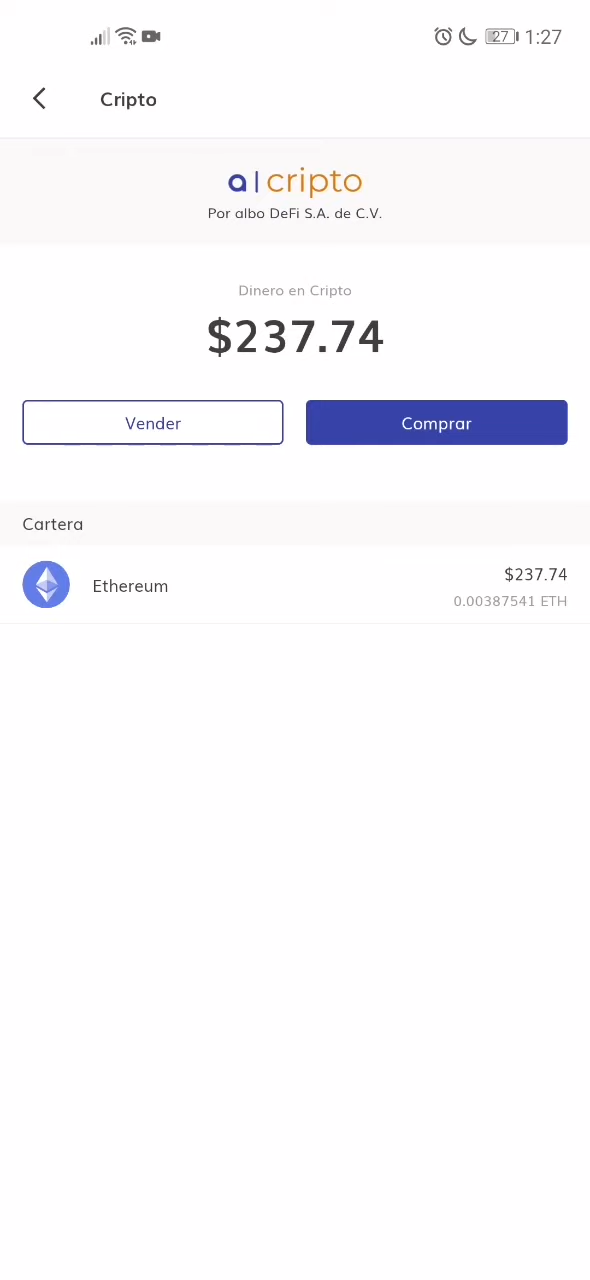 27 1:27
Cripto
a | cripto
Por albo DeFi S.A. de C.V.
Dinero en Cripto
$237.74
Vender Comprar
Cartera
Ethereum
$237.74
0.00387541 ETH